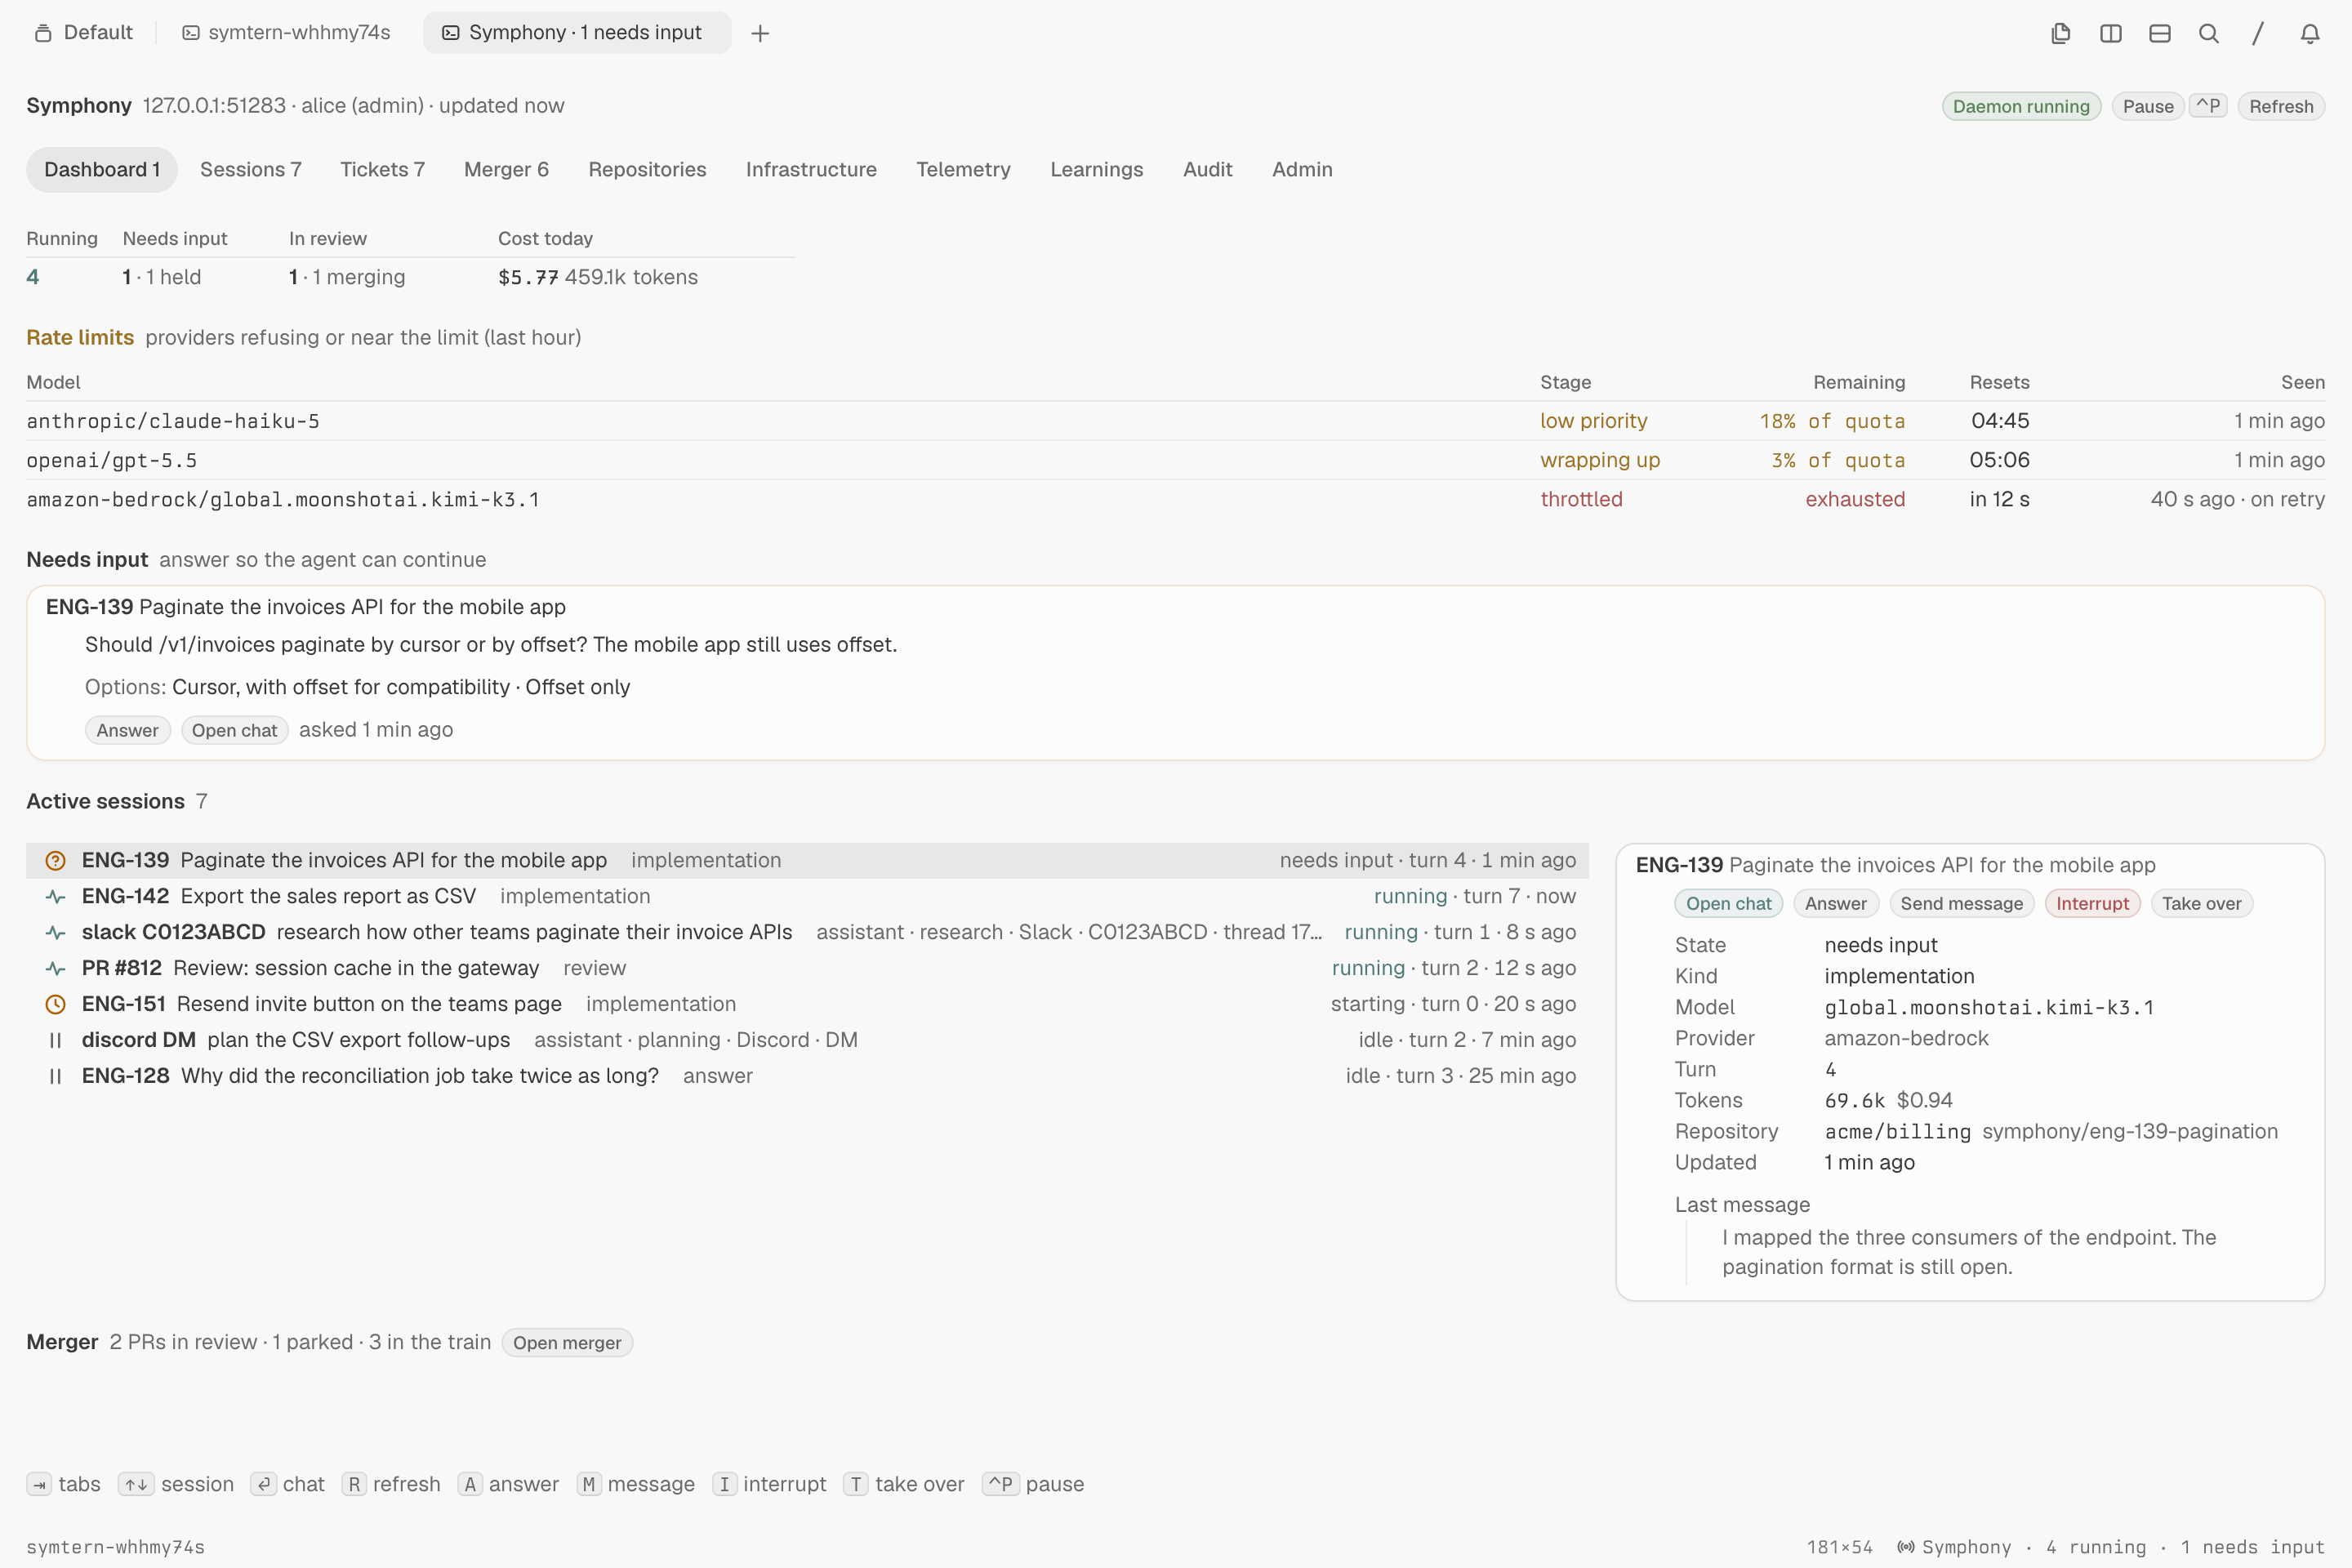 Default symtern-whhmy74s Symphony · 1 needs input
Symphony 127.0.0.1:51283 · alice (admin) · updated now Daemon running Pause ^P Refresh
Dashboard 1 Sessions 7 Tickets 7 Merger 6 Repositories Infrastructure Telemetry Learnings Audit Admin
Running Needs input In review Cost today
4 1 · 1 held 1 · 1 merging $5.77 459.1k tokens
Rate limits providers refusing or near the limit (last hour)
Model Stage Remaining Resets Seen
anthropic/claude-haiku-5 low priority 18% of quota 04:45 1 min ago
openai/gpt-5.5 wrapping up 3% of quota 05:06 1 min ago
amazon-bedrock/global.moonshotai.kimi-k3.1 throttled exhausted in 12 s 40 s ago · on retry
Needs input answer so the agent can continue
ENG-139 Paginate the invoices API for the mobile app
Should /v1/invoices paginate by cursor or by offset? The mobile app still uses offset.
Options: Cursor, with offset for compatibility · Offset only
Answer Open chat asked 1 min ago
Active sessions 7
ENG-139 Paginate the invoices API for the mobile app implementation needs input · turn 4 · 1 min ago
ENG-142 Export the sales report as CSV implementation running · turn 7 · now
slack C0123ABCD research how other teams paginate their invoice APIs assistant · research · Slack · C0123ABCD · thread 17… running · turn 1 · 8 s ago
PR #812 Review: session cache in the gateway review running · turn 2 · 12 s ago
ENG-151 Resend invite button on the teams page implementation starting · turn 0 · 20 s ago
discord DM plan the CSV export follow-ups assistant · planning · Discord · DM idle · turn 2 · 7 min ago
ENG-128 Why did the reconciliation job take twice as long? answer idle · turn 3 · 25 min ago
ENG-139 Paginate the invoices API for the mobile app
Open chat Answer Send message Interrupt Take over
State needs input
Kind implementation
Model global.moonshotai.kimi-k3.1
Provider amazon-bedrock
Turn 4
Tokens 69.6k $0.94
Repository acme/billing symphony/eng-139-pagination
Updated 1 min ago
Last message
I mapped the three consumers of the endpoint. The
pagination format is still open.
Merger 2 PRs in review · 1 parked · 3 in the train Open merger
⇥ tabs ↑↓ session ⏎ chat R refresh A answer M message I interrupt T take over ^P pause
symtern-whhmy74s 181×54 Symphony · 4 running · 1 needs input